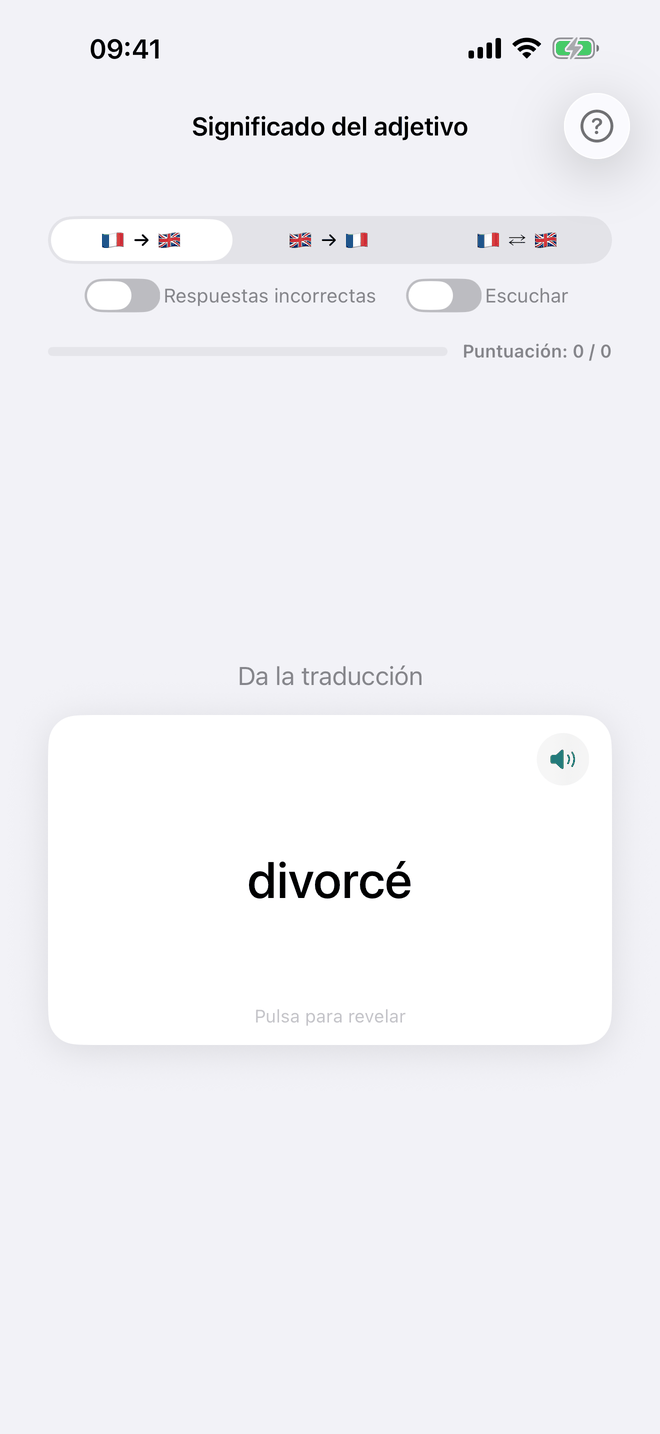 09:41
Significado del adjetivo
🇫🇷 → 🇬🇧 🇬🇧 → 🇫🇷 🇫🇷 ⇄ 🇬🇧
Respuestas incorrectas Escuchar
Puntuación: 0 / 0
Da la traducción
divorcé
Pulsa para revelar